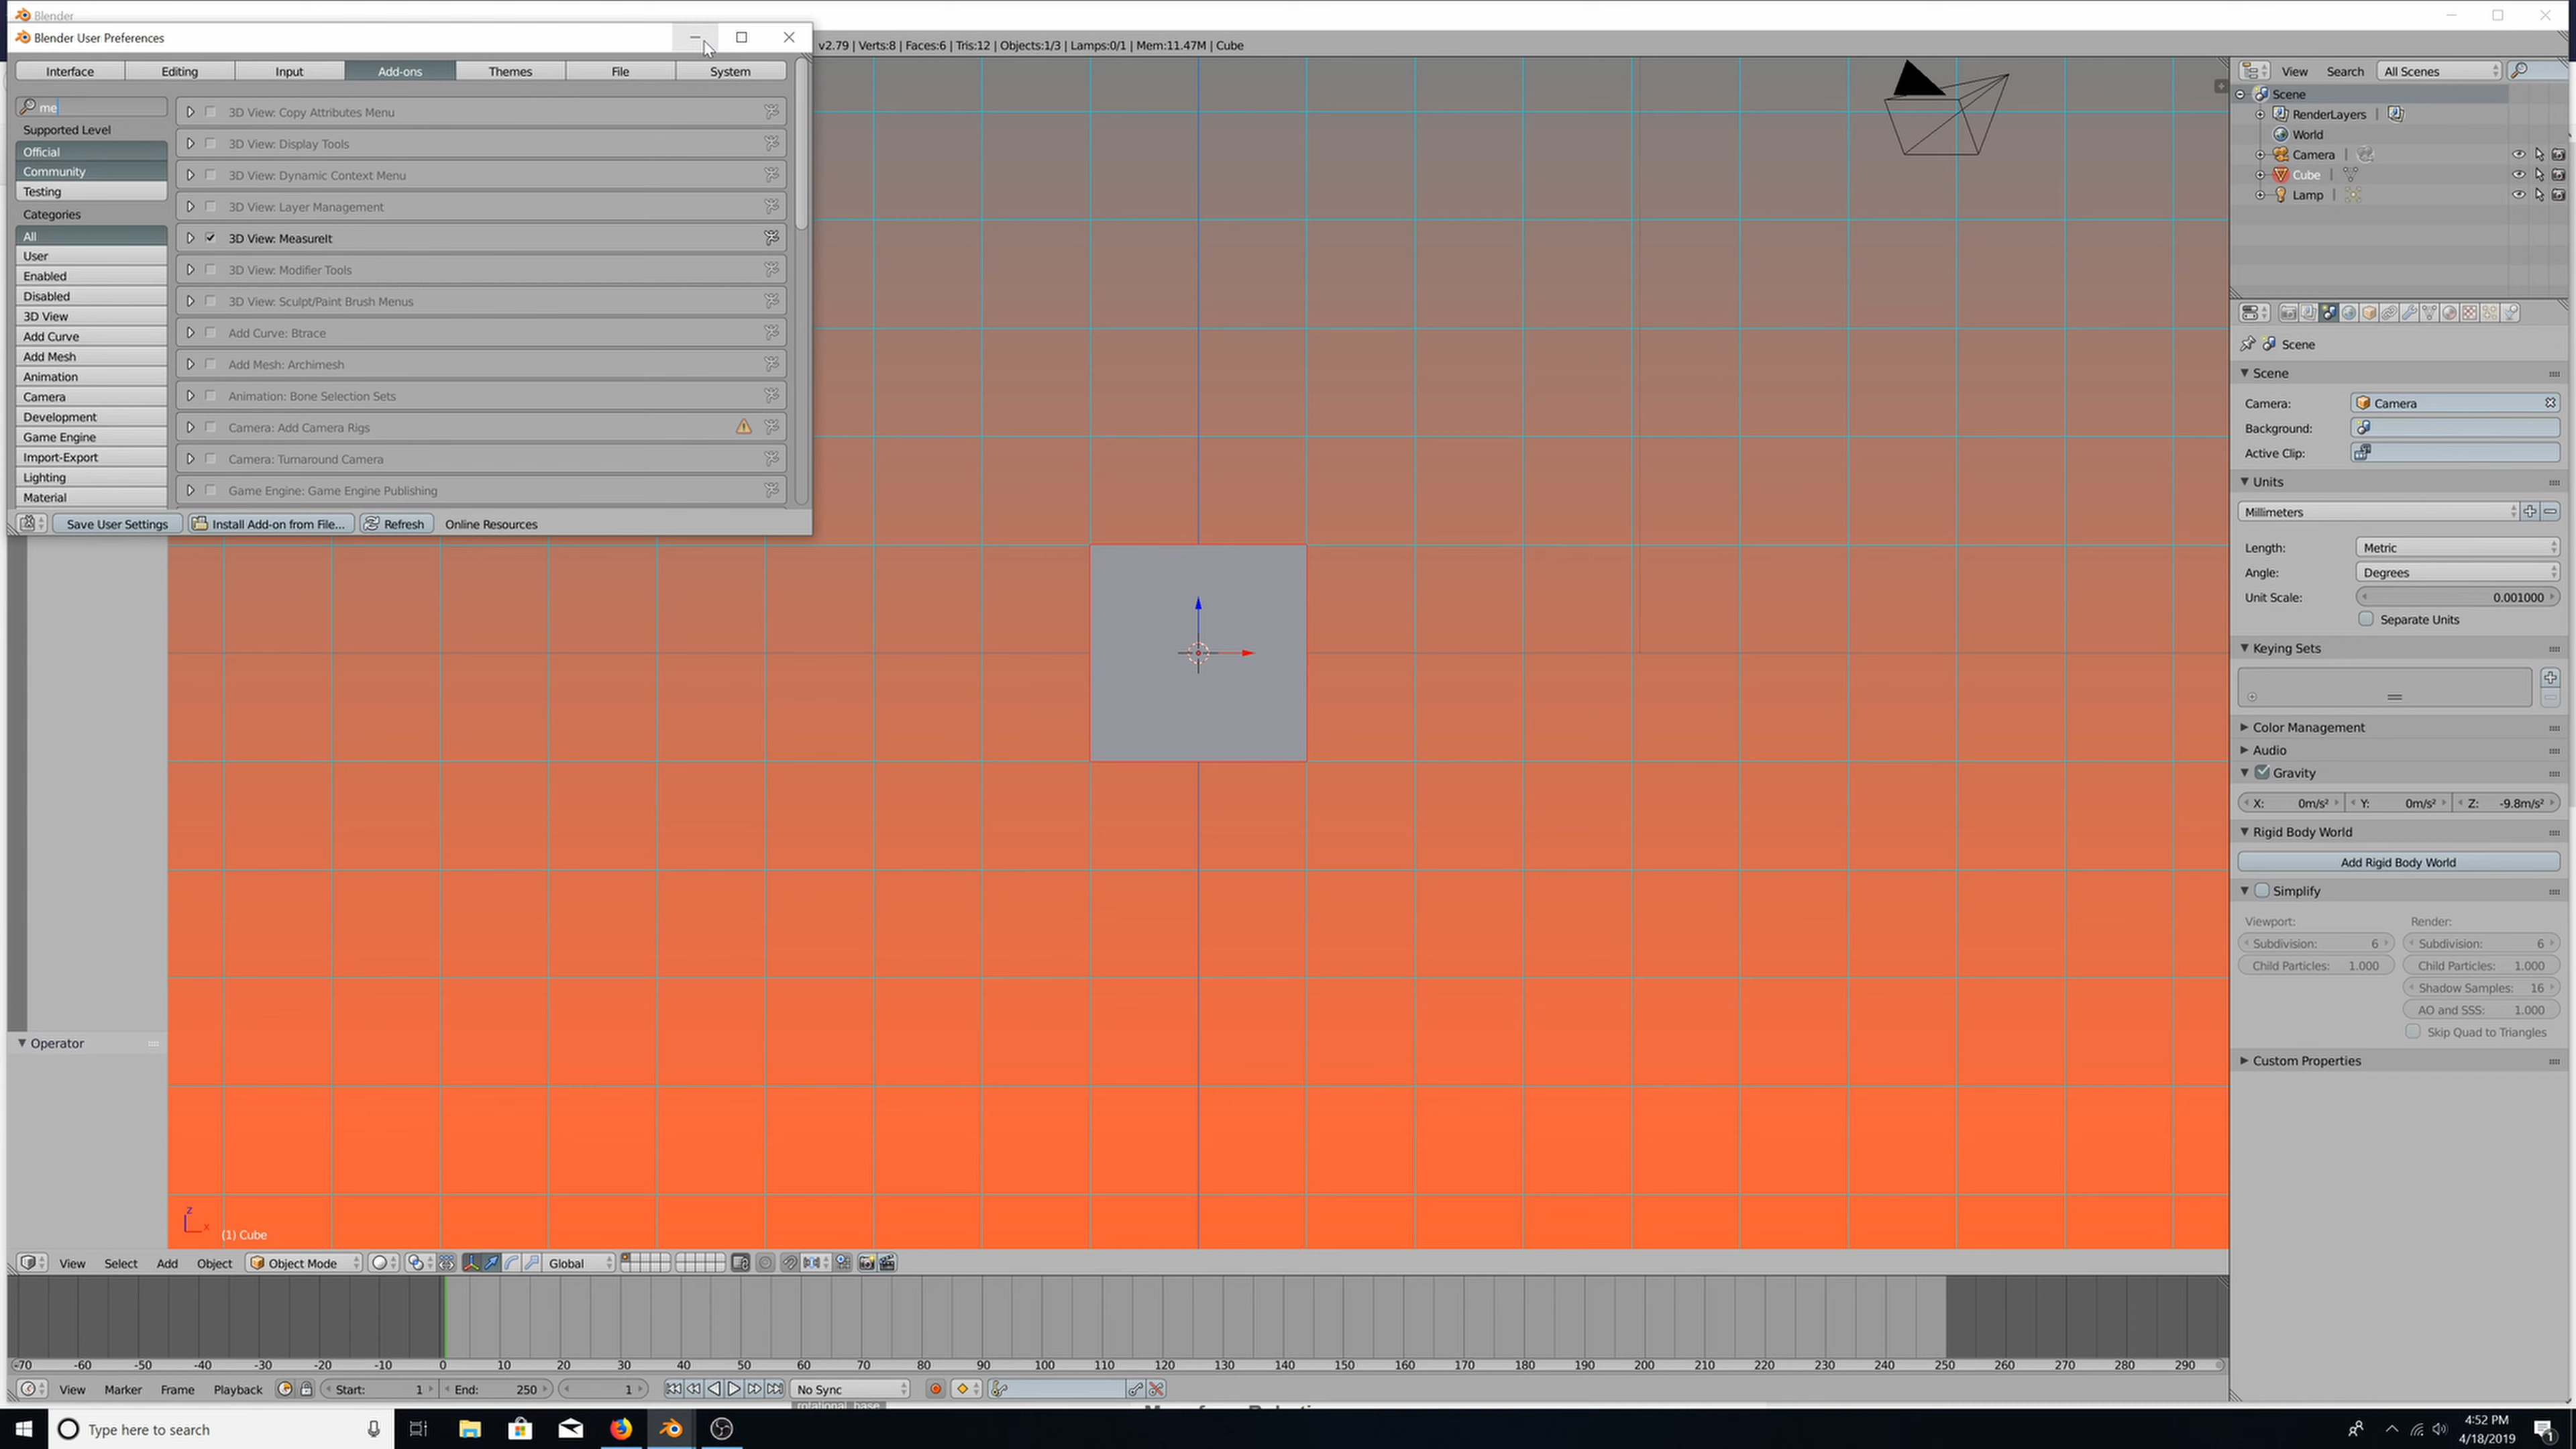 Blender
Blender User Preferences
v2.79 | Verts:8 | Faces:6 | Tris:12 | Objects:1/3 | Lamps:0/1 | Mem:11.47M | Cube
Interface Editing Input Add-ons Themes File System
me
Supported Level
Official
Community
Testing
Categories
All
User
Enabled
Disabled
3D View
Add Curve
Add Mesh
Animation
Camera
Development
Game Engine
Import-Export
Lighting
Material
3D View: Copy Attributes Menu
3D View: Display Tools
3D View: Dynamic Context Menu
3D View: Layer Management
3D View: MeasureIt
3D View: Modifier Tools
3D View: Sculpt/Paint Brush Menus
Add Curve: Btrace
Add Mesh: Archimesh
Animation: Bone Selection Sets
Camera: Add Camera Rigs
Camera: Turnaround Camera
Game Engine: Game Engine Publishing
Save User Settings Install Add-on from File... Refresh Online Resources
View Search All Scenes
Scene
RenderLayers
World
Camera
Cube
Lamp
Scene
Scene
Camera: Camera
Background:
Active Clip:
Units
Millimeters
Length: Metric
Angle: Degrees
Unit Scale: 0.001000
Separate Units
Keying Sets
Color Management
Audio
Gravity
X: 0m/s² Y: 0m/s² Z: -9.8m/s²
Rigid Body World
Add Rigid Body World
Simplify
Viewport: Render:
Subdivision: 6 Subdivision: 6
Child Particles: 1.000 Child Particles: 1.000
Shadow Samples: 16
AO and SSS: 1.000
Skip Quad to Triangles
Custom Properties
Operator
z
x
(1) Cube
View Select Add Object Object Mode Global
-70 -60 -50 -40 -30 -20 -10 0 10 20 30 40 50 60 70 80 90 100 110 120 130 140 150 160 170 180 190 200 210 220 230 240 250 260 270 280 290
View Marker Frame Playback Start: 1 End: 250 1 No Sync
Type here to search
4:52 PM
4/18/2019
1